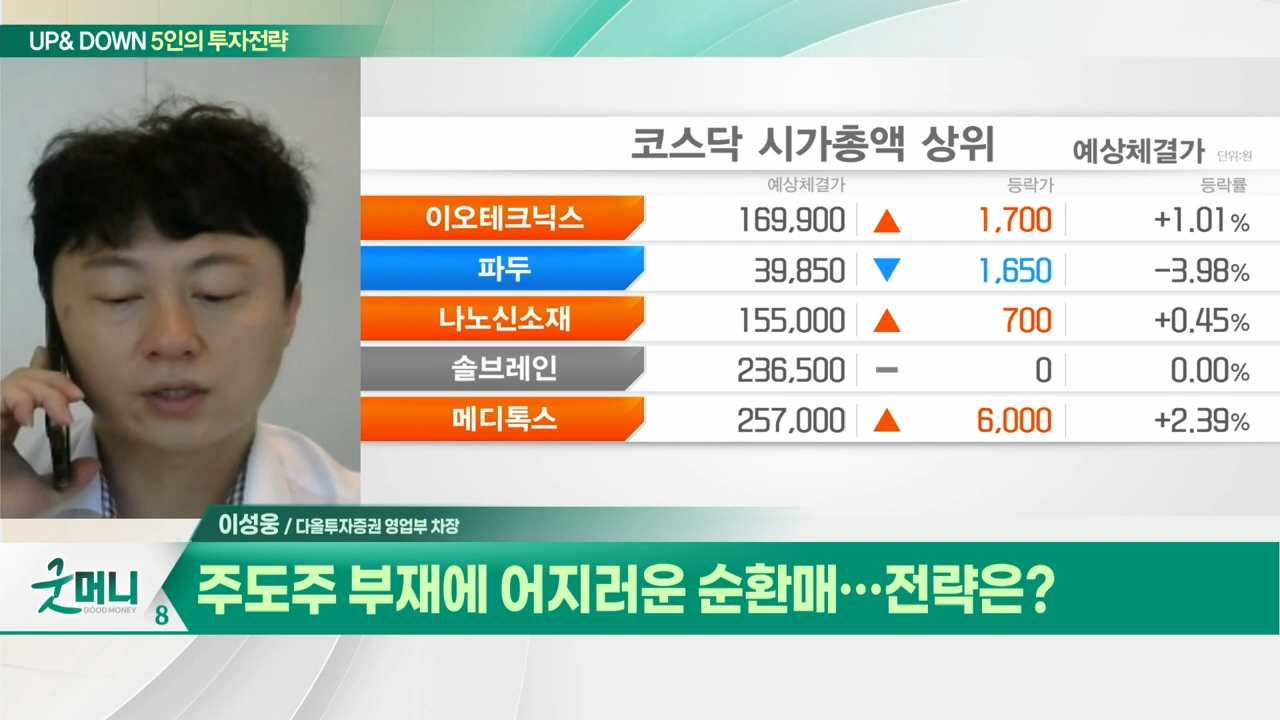 UP& DOWN 5인의 투자전략
코스닥 시가총액 상위 예상체결가 단위:원
예상체결가 등락가 등락률
이오테크닉스 169,900 ▲ 1,700 +1.01%
파두 39,850 ▼ 1,650 -3.98%
나노신소재 155,000 ▲ 700 +0.45%
솔브레인 236,500 － 0 0.00%
메디톡스 257,000 ▲ 6,000 +2.39%
이성웅 / 다올투자증권 영업부 차장
굿머니
GOOD MONEY
8
주도주 부재에 어지러운 순환매…전략은?